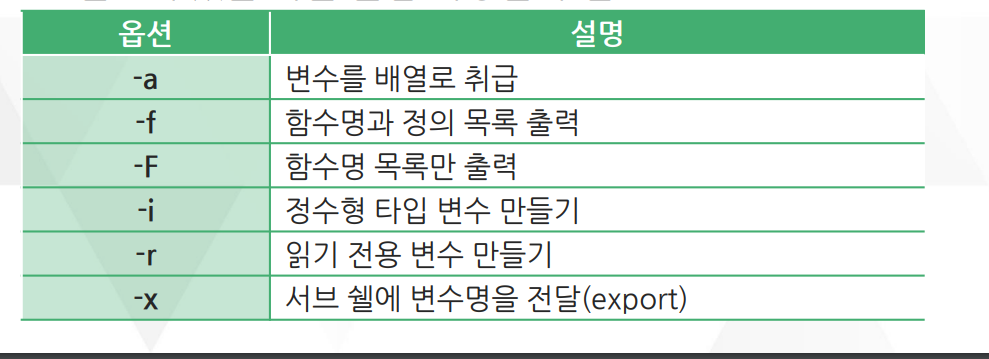 옵션 설명
-a 변수를 배열로 취급
-f 함수명과 정의 목록 출력
-F 함수명 목록만 출력
-i 정수형 타입 변수 만들기
-r 읽기 전용 변수 만들기
-x 서브 쉘에 변수명을 전달(export)